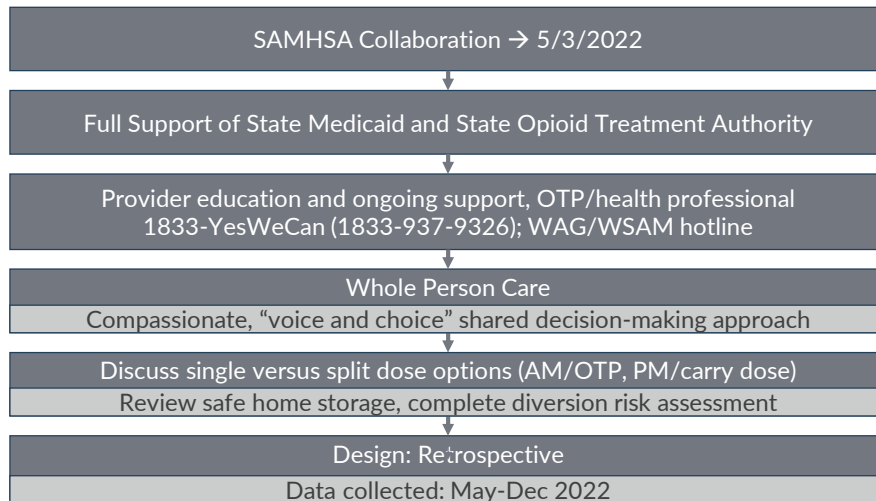 SAMHSA Collaboration → 5/3/2022
Full Support of State Medicaid and State Opioid Treatment Authority
Provider education and ongoing support, OTP/health professional
1833-YesWeCan (1833-937-9326); WAG/WSAM hotline
Whole Person Care
Compassionate, “voice and choice” shared decision-making approach
Discuss single versus split dose options (AM/OTP, PM/carry dose)
Review safe home storage, complete diversion risk assessment
Design: Retrospective
Data collected: May-Dec 2022